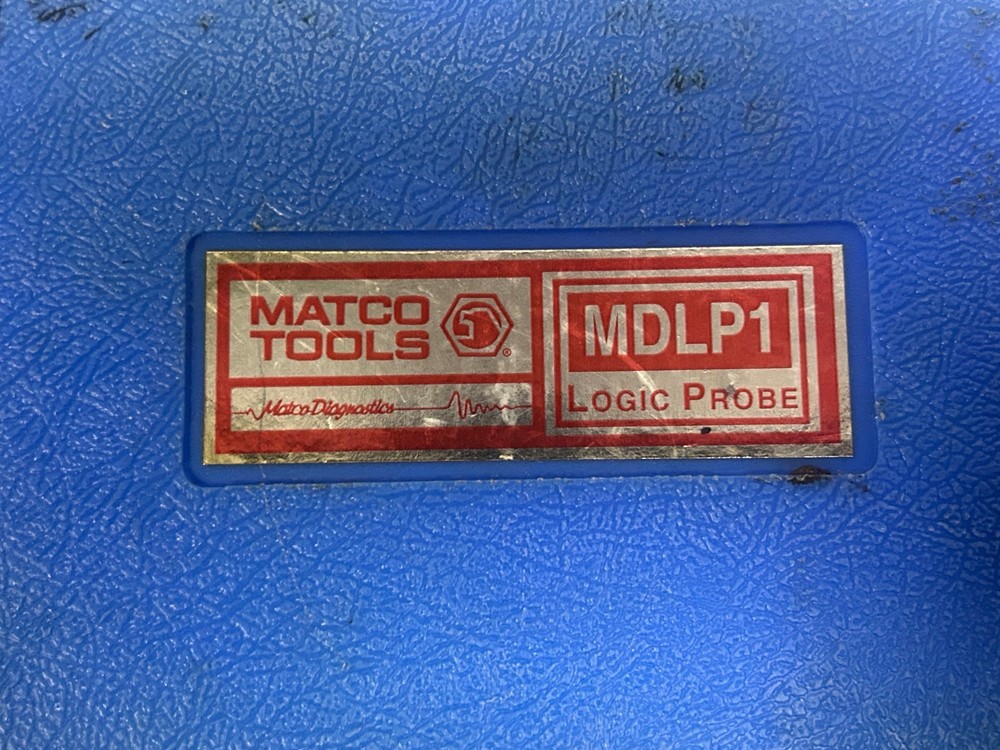 MATCO
TOOLS
®
Matco Diagnostics
MDLP1
LOGIC PROBE